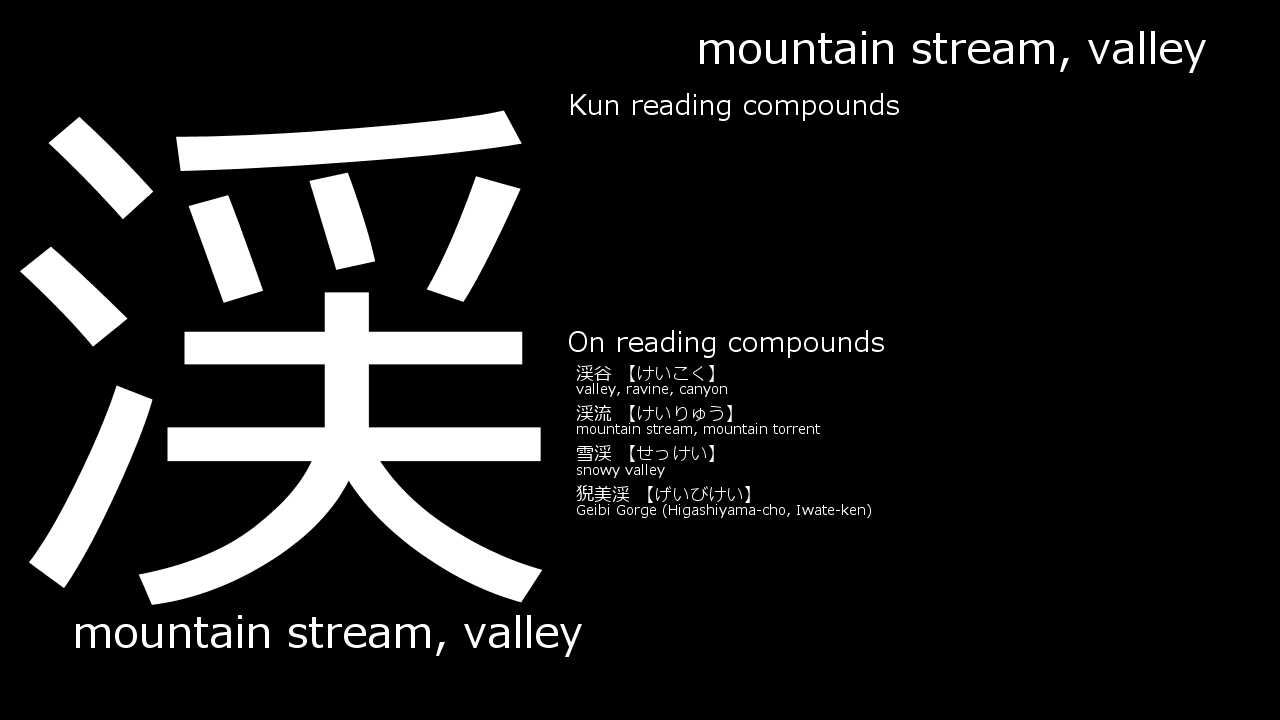 mountain stream, valley
渓
Kun reading compounds
On reading compounds
渓谷 【けいこく】
valley, ravine, canyon
渓流 【けいりゅう】
mountain stream, mountain torrent
雪渓 【せっけい】
snowy valley
猊美渓 【げいびけい】
Geibi Gorge (Higashiyama-cho, Iwate-ken)
mountain stream, valley